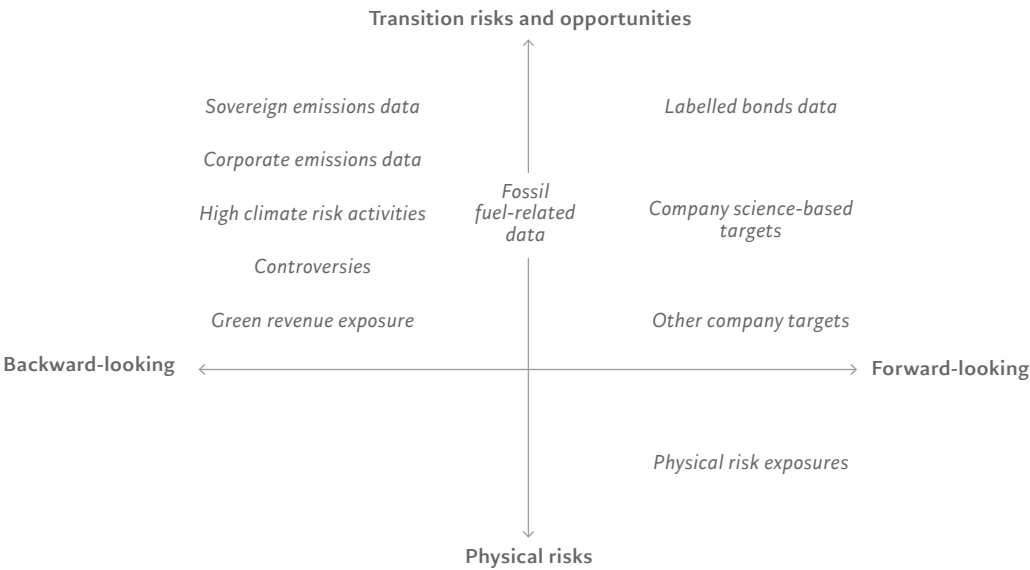 Transition risks and opportunities
Sovereign emissions data
Labelled bonds data
Corporate emissions data
Fossil
fuel-related
data
High climate risk activities
Company science-based
targets
Controversies
Green revenue exposure
Other company targets
Backward-looking
Forward-looking
Physical risk exposures
Physical risks